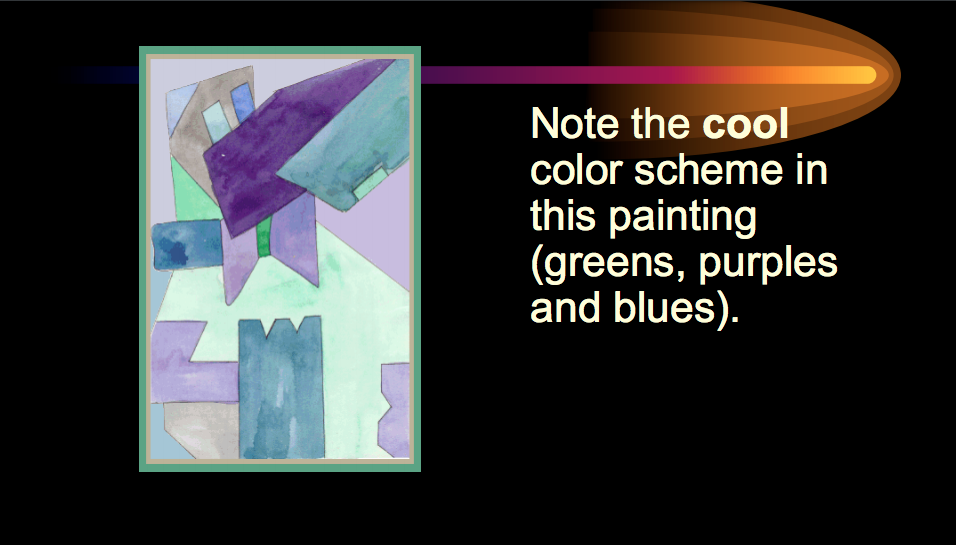 Note the cool
color scheme in
this painting
(greens, purples
and blues).